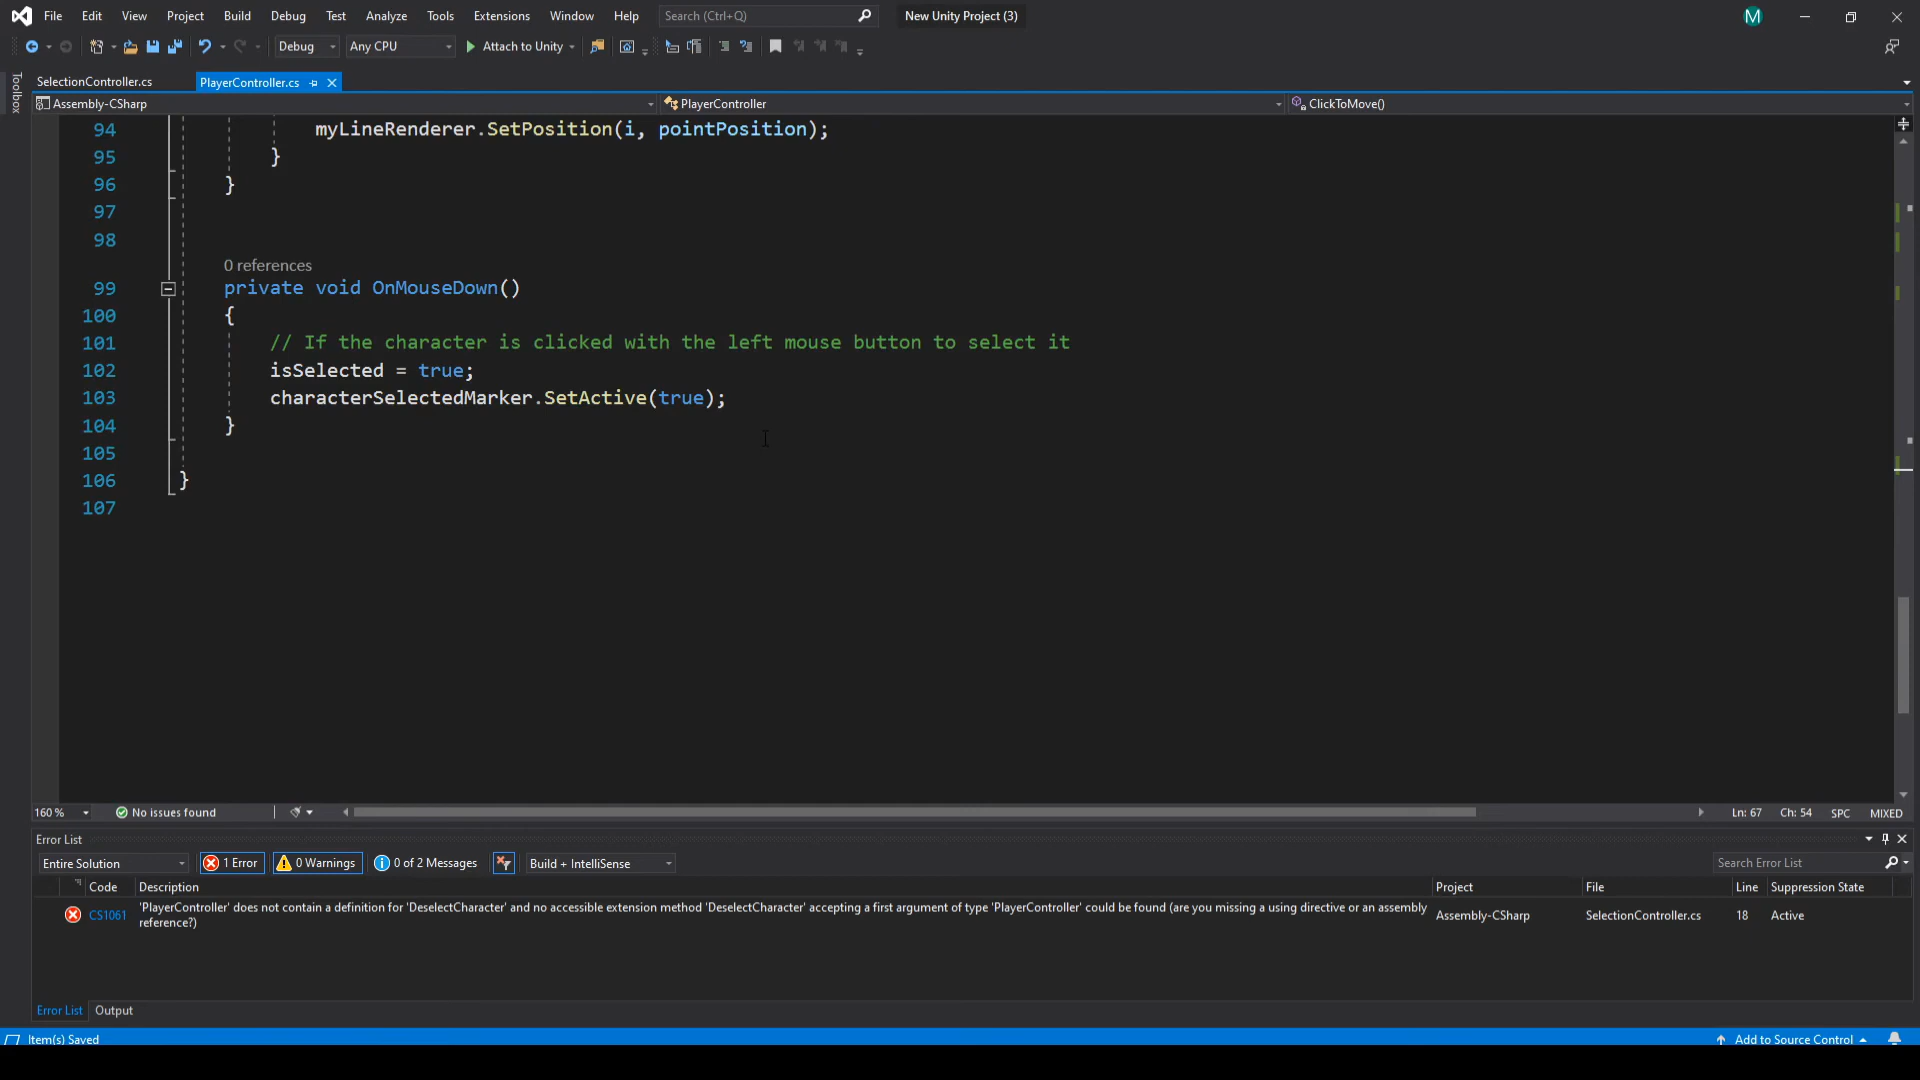 File Edit View Project Build Debug Test Analyze Tools Extensions Window Help Search (Ctrl+Q) New Unity Project (3) M
Debug Any CPU Attach to Unity
Toolbox
SelectionController.cs PlayerController.cs
Assembly-CSharp PlayerController ClickToMove()
94 myLineRenderer.SetPosition(i, pointPosition);
95 }
96 }
97
98
0 references
99 private void OnMouseDown()
100 {
101 // If the character is clicked with the left mouse button to select it
102 isSelected = true;
103 characterSelectedMarker.SetActive(true);
104 }
105
106 }
107
160 % No issues found Ln: 67 Ch: 54 SPC MIXED
Error List
Entire Solution 1 Error 0 Warnings 0 of 2 Messages Build + IntelliSense Search Error List
Code Description Project File Line Suppression State
CS1061 'PlayerController' does not contain a definition for 'DeselectCharacter' and no accessible extension method 'DeselectCharacter' accepting a first argument of type 'PlayerController' could be found (are you missing a using directive or an assembly Assembly-CSharp SelectionController.cs 18 Active
reference?)
Error List Output
Item(s) Saved Add to Source Control